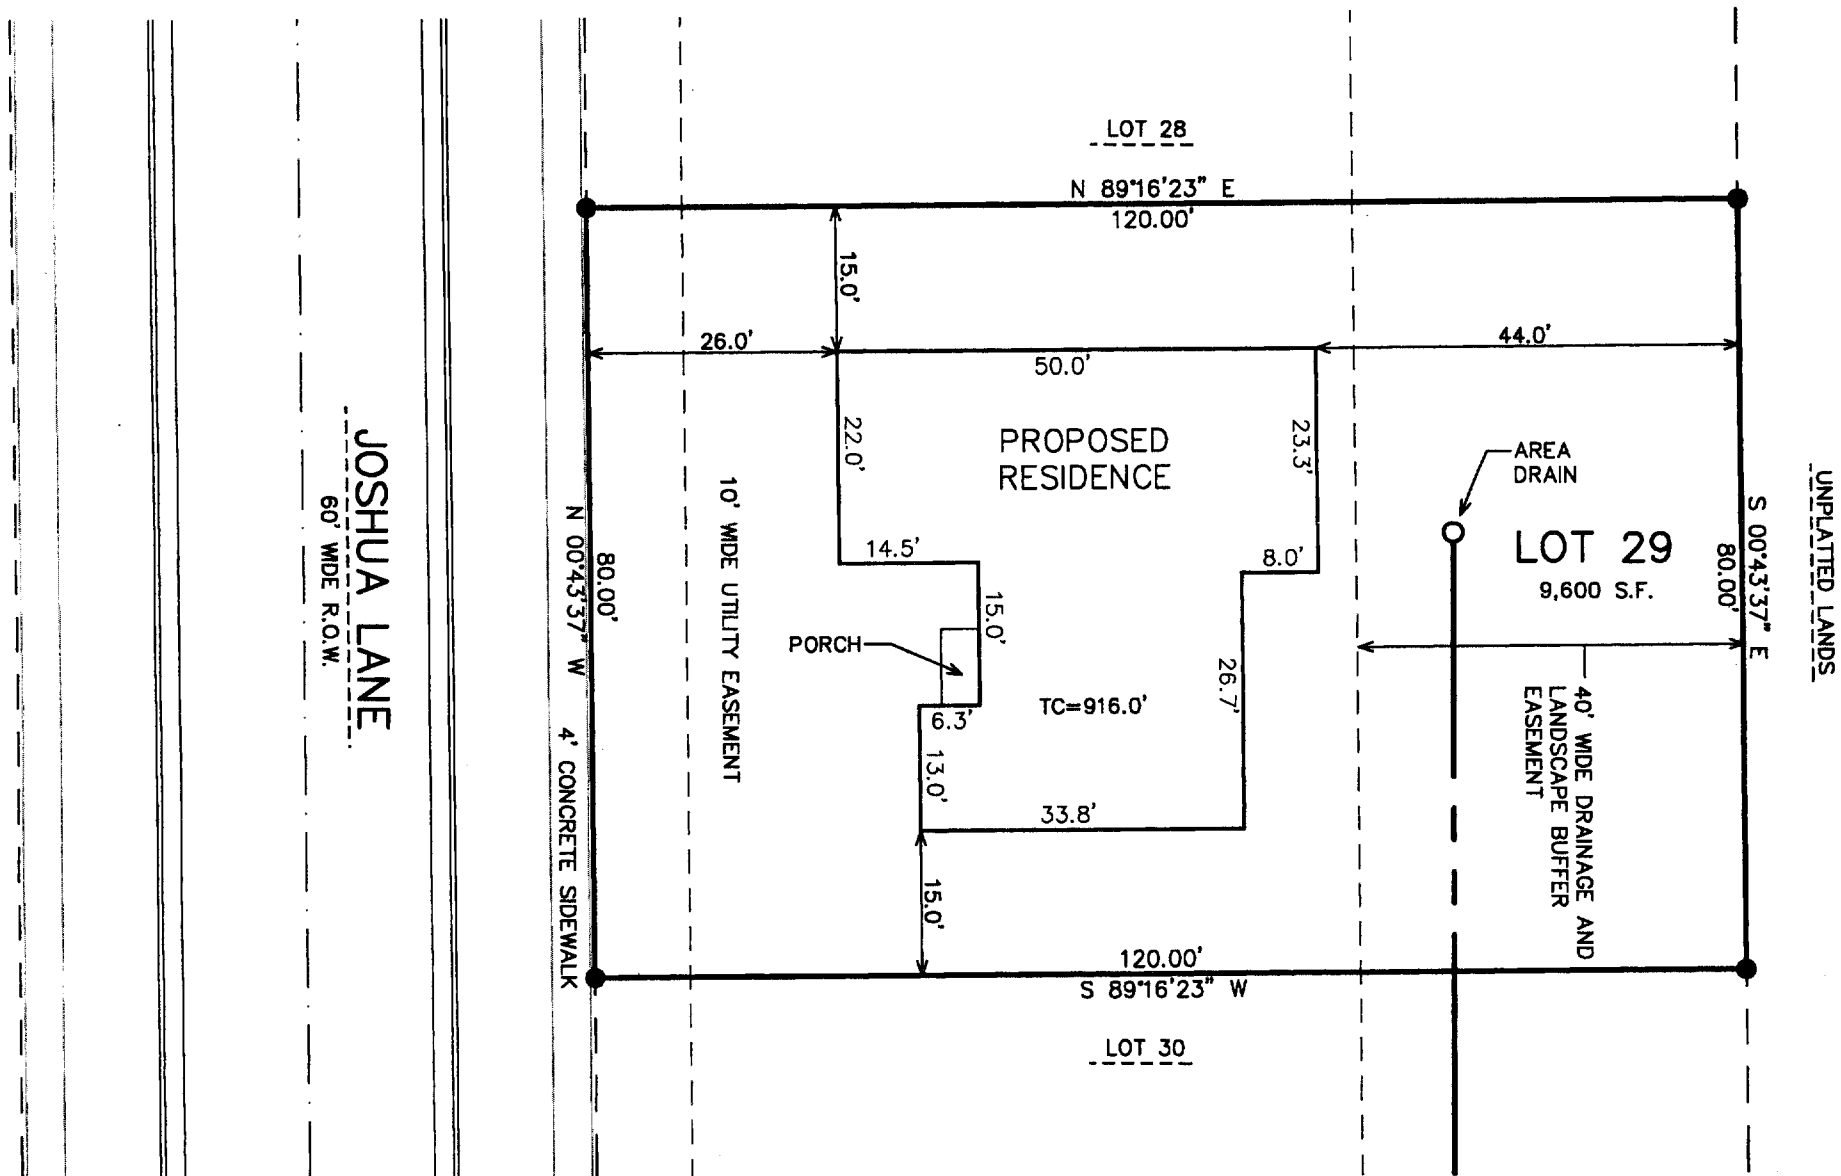 LOT 28
N 89°16'23" E
120.00'
15.0'
26.0'
44.0'
50.0'
22.0'
PROPOSED
RESIDENCE
23.3'
AREA
DRAIN
UNPLATTED LANDS
S 00°43'37" E
80.00'
LOT 29
9,600 S.F.
JOSHUA LANE
60' WIDE R.O.W.
N 00°43'37" W
80.00'
4' CONCRETE SIDEWALK
10' WIDE UTILITY EASEMENT
14.5'
8.0'
15.0'
PORCH
6.3'
TC=916.0'
26.7'
40' WIDE DRAINAGE AND
LANDSCAPE BUFFER
EASEMENT
13.0'
33.8'
15.0'
120.00'
S 89°16'23" W
LOT 30